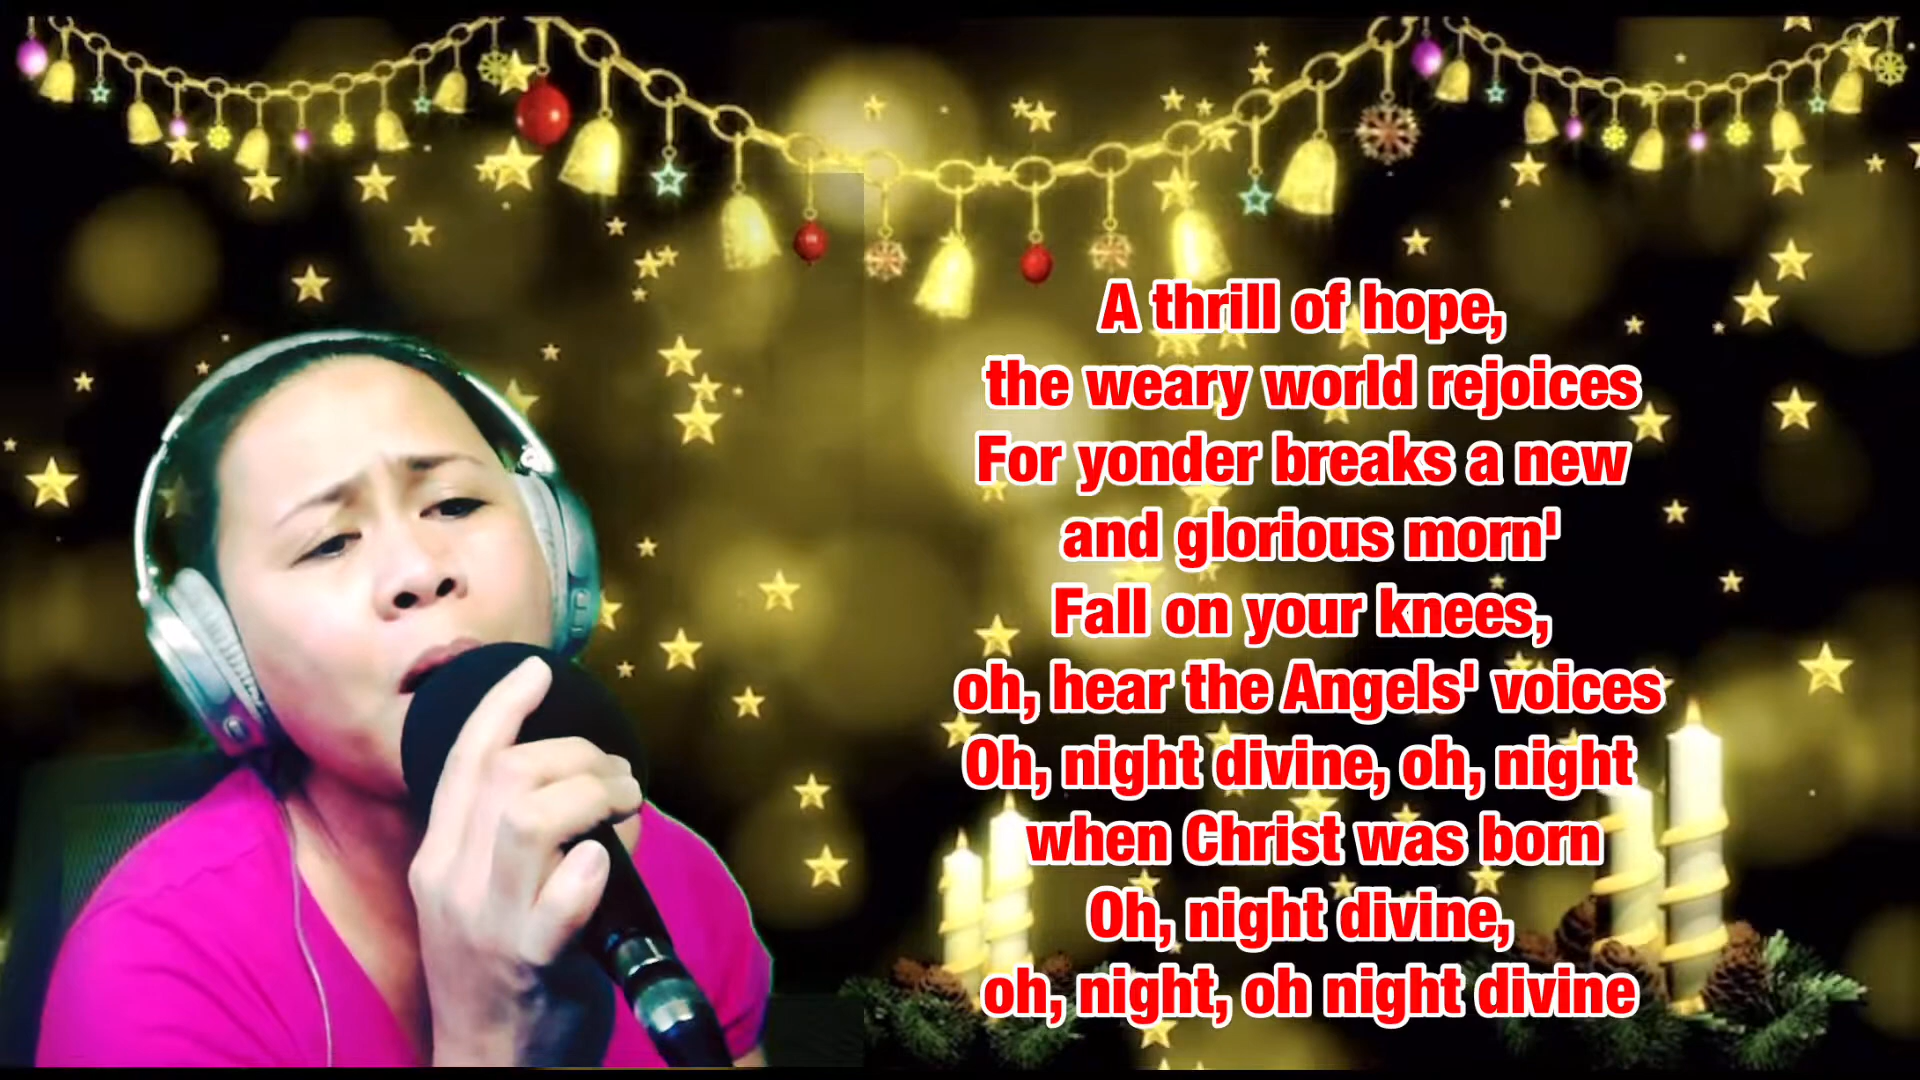 A thrill of hope,
the weary world rejoices
For yonder breaks a new
and glorious morn'
Fall on your knees,
oh, hear the Angels' voices
Oh, night divine, oh, night
when Christ was born
Oh, night divine,
oh, night, oh night divine